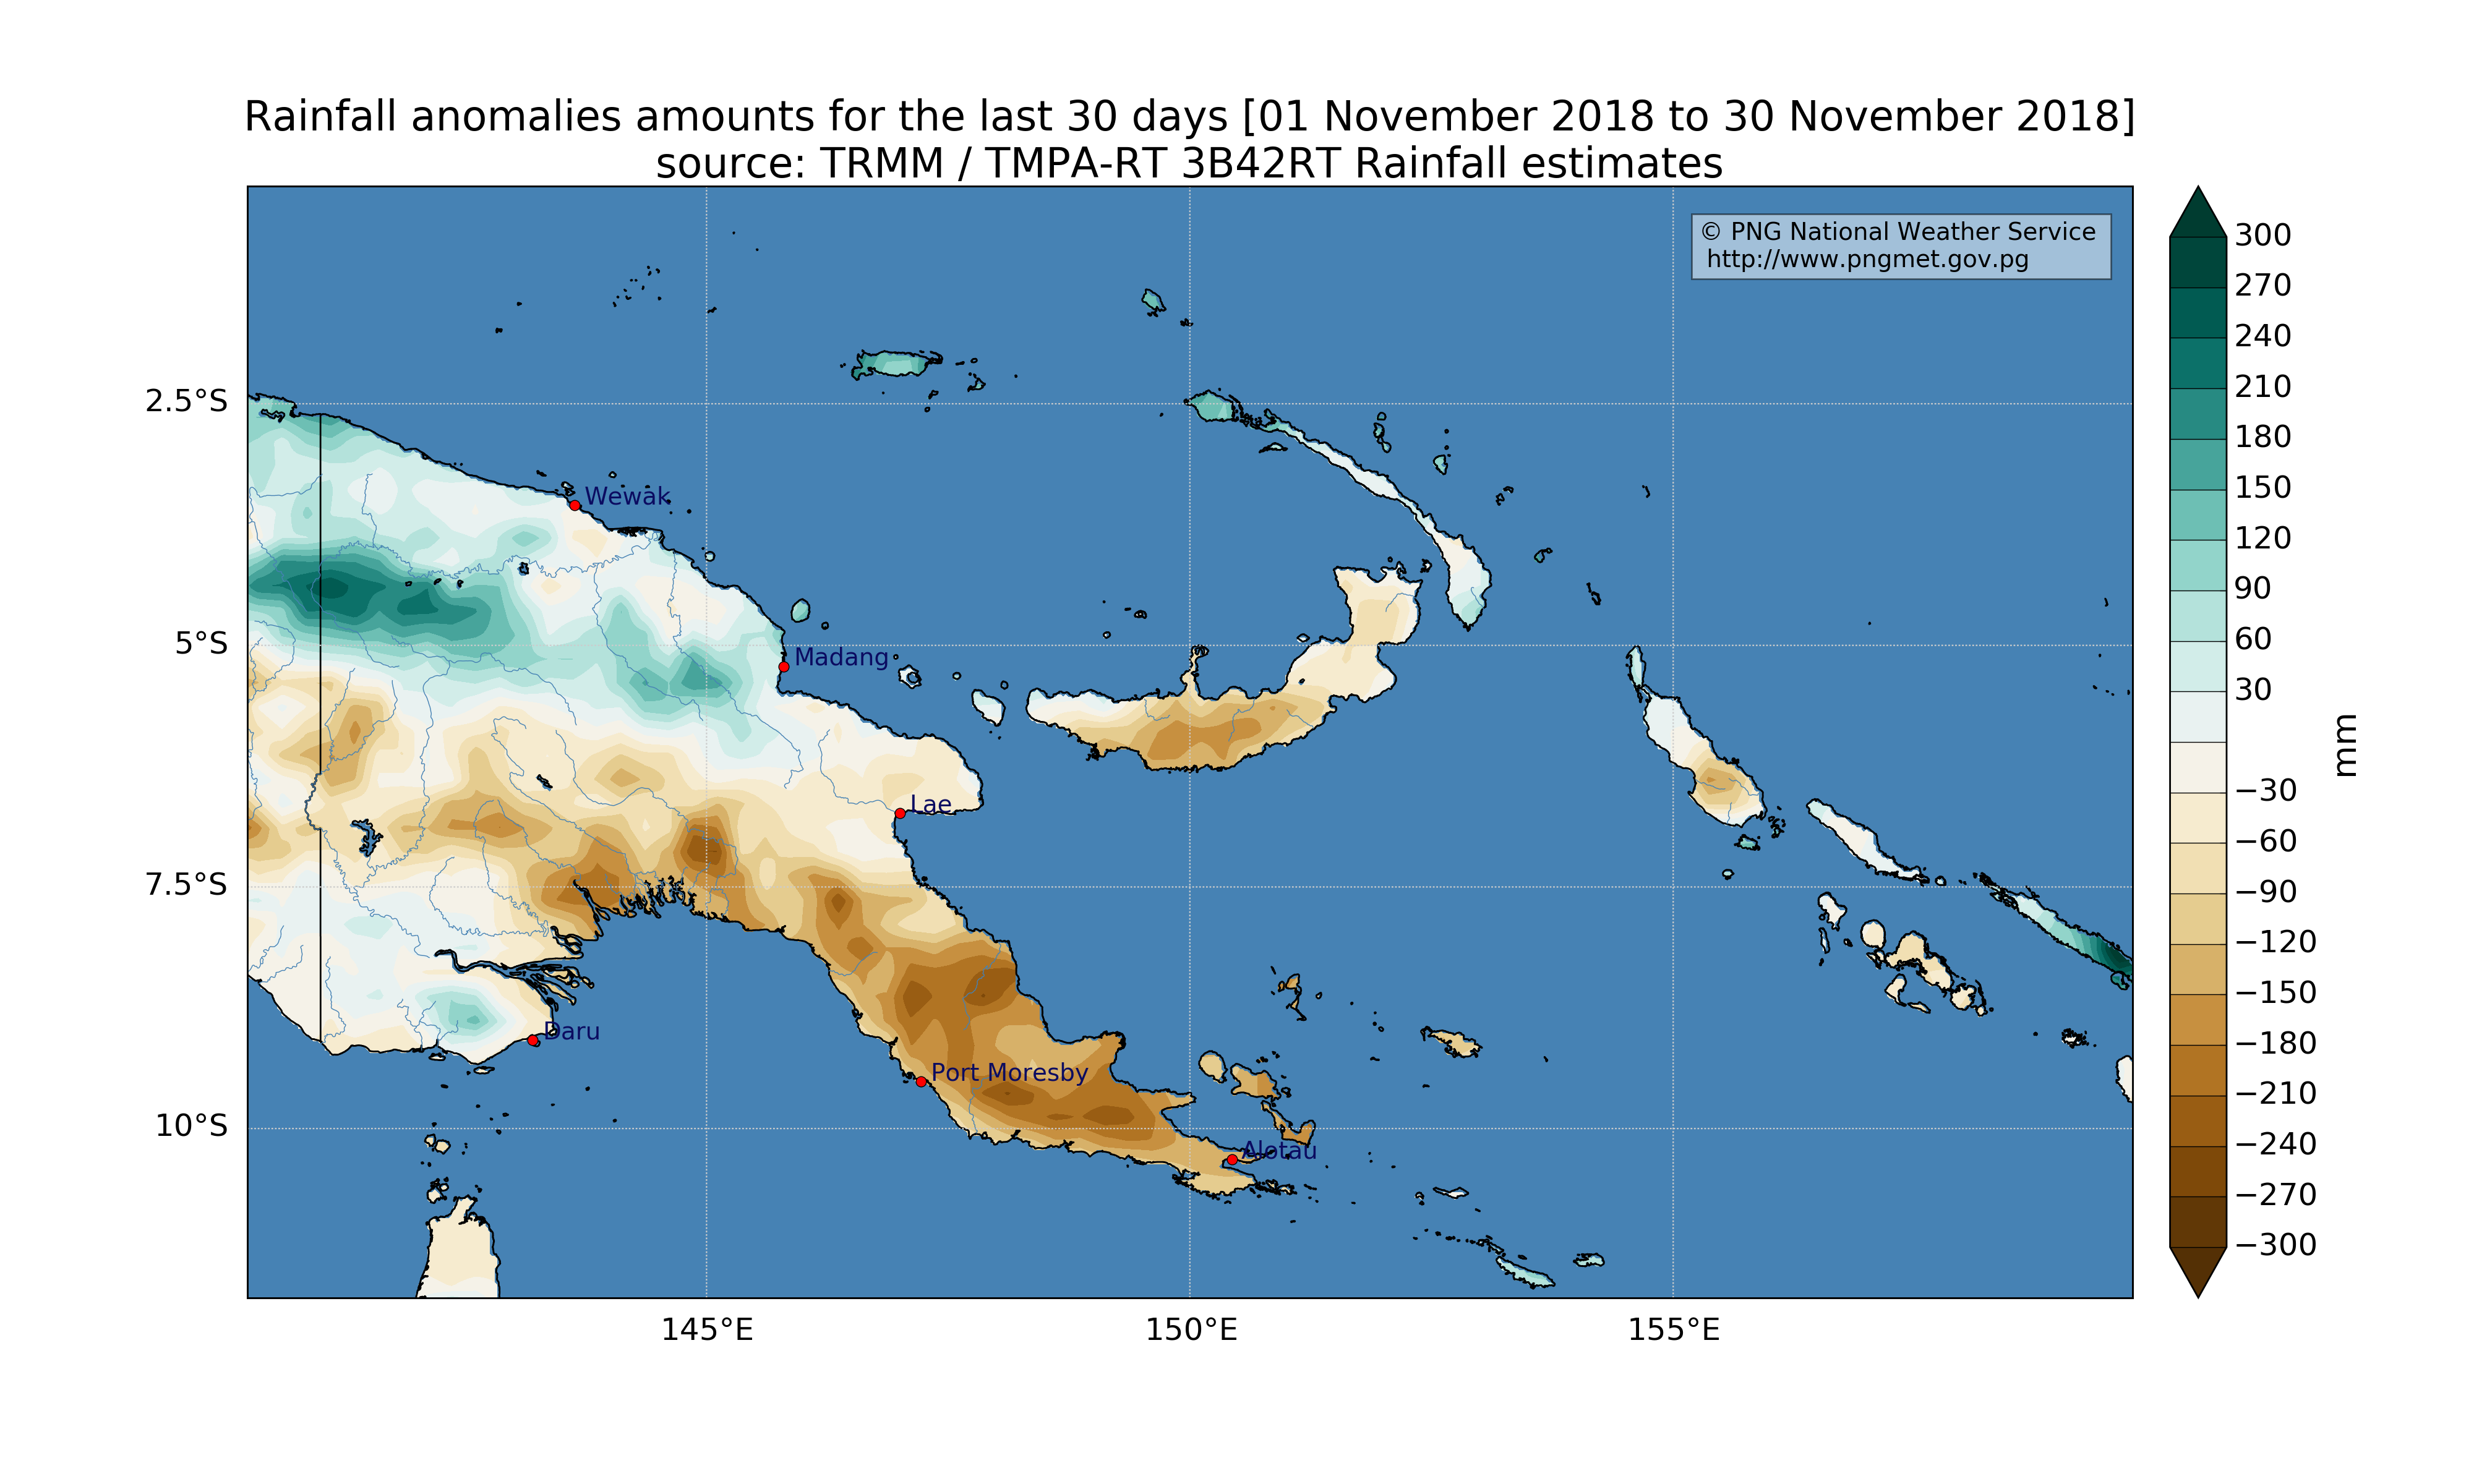 Rainfall anomalies amounts for the last 30 days [01 November 2018 to 30 November 2018]
source: TRMM / TMPA-RT 3B42RT Rainfall estimates
© PNG National Weather Service
http://www.pngmet.gov.pg
2.5°S
5°S
7.5°S
10°S
Wewak
Madang
Lae
Daru
Port Moresby
Alotau
145°E
150°E
155°E
300
270
240
210
180
150
120
90
60
30
−30
−60
−90
−120
−150
−180
−210
−240
−270
−300
mm